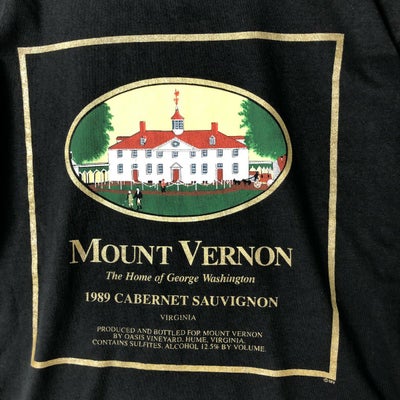 MOUNT VERNON
The Home of George Washington
1989 CABERNET SAUVIGNON
VIRGINIA
PRODUCED AND BOTTLED FOR MOUNT VERNON
BY OASIS VINEYARD, HUME, VIRGINIA.
CONTAINS SULFITES. ALCOHOL 12.5% BY VOLUME.